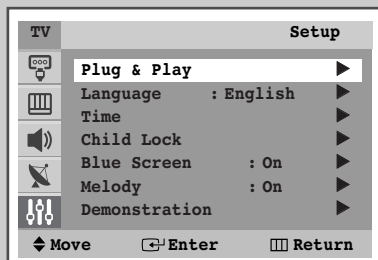 TV Setup
Plug & Play
Language : English
Time
Child Lock
Blue Screen : On
Melody : On
Demonstration
Move Enter Return